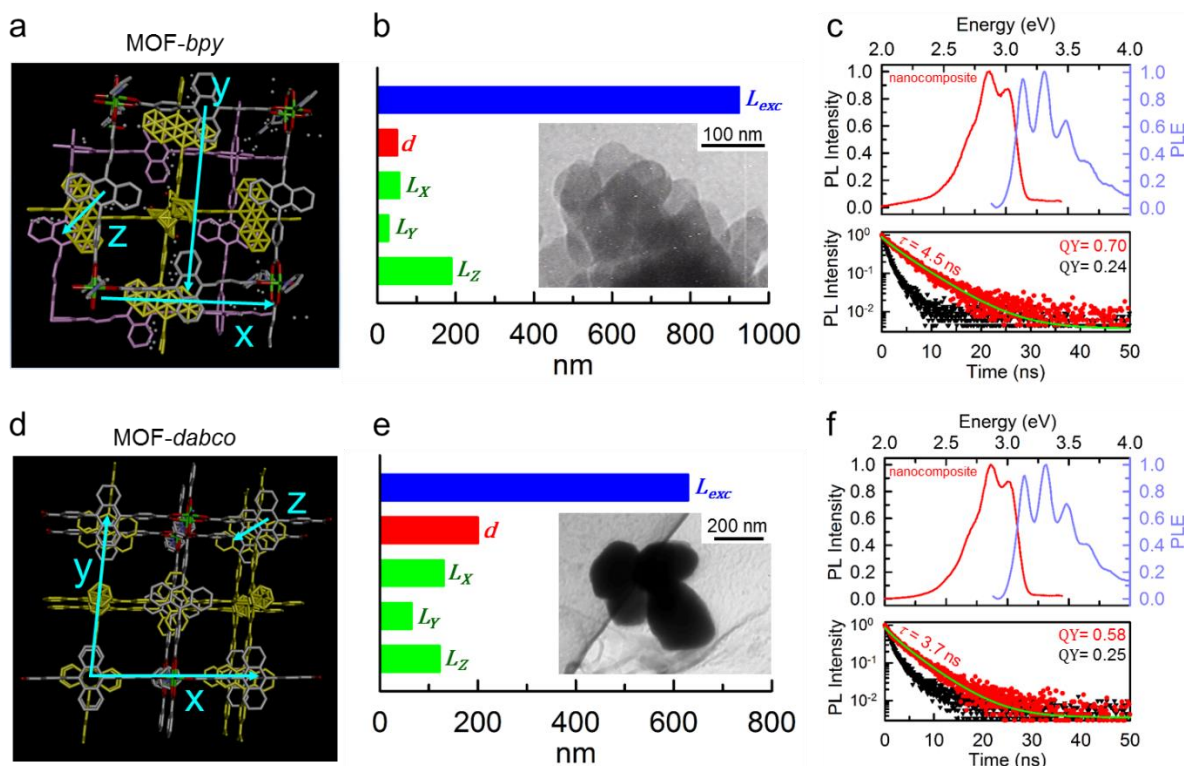 a
MOF-bpy
y
z
x
b
L_exc
d
L_X
L_Y
L_Z
100 nm
0 200 400 600 800 1000
nm
c
Energy (eV)
2.0 2.5 3.0 3.5 4.0
nanocomposite
PL Intensity
1.0
0.8
0.6
0.4
0.2
0.0
PLE
1.0
0.8
0.6
0.4
0.2
0.0
τ = 4.5 ns
QY= 0.70
QY= 0.24
PL Intensity
10^0
10^-1
10^-2
0 10 20 30 40 50
Time (ns)
d
MOF-dabco
y
z
x
e
L_exc
d
L_X
L_Y
L_Z
200 nm
0 200 400 600 800
nm
f
Energy (eV)
2.0 2.5 3.0 3.5 4.0
nanocomposite
PL Intensity
1.0
0.8
0.6
0.4
0.2
0.0
PLE
1.0
0.8
0.6
0.4
0.2
0.0
τ = 3.7 ns
QY= 0.58
QY= 0.25
PL Intensity
10^0
10^-1
10^-2
0 10 20 30 40 50
Time (ns)